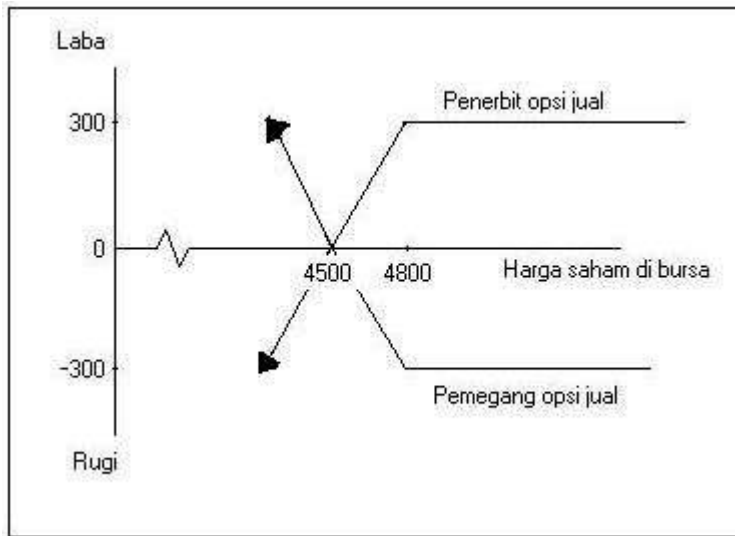 Laba
Penerbit opsi jual
300
0
4500 4800 Harga saham di bursa
-300
Pemegang opsi jual
Rugi